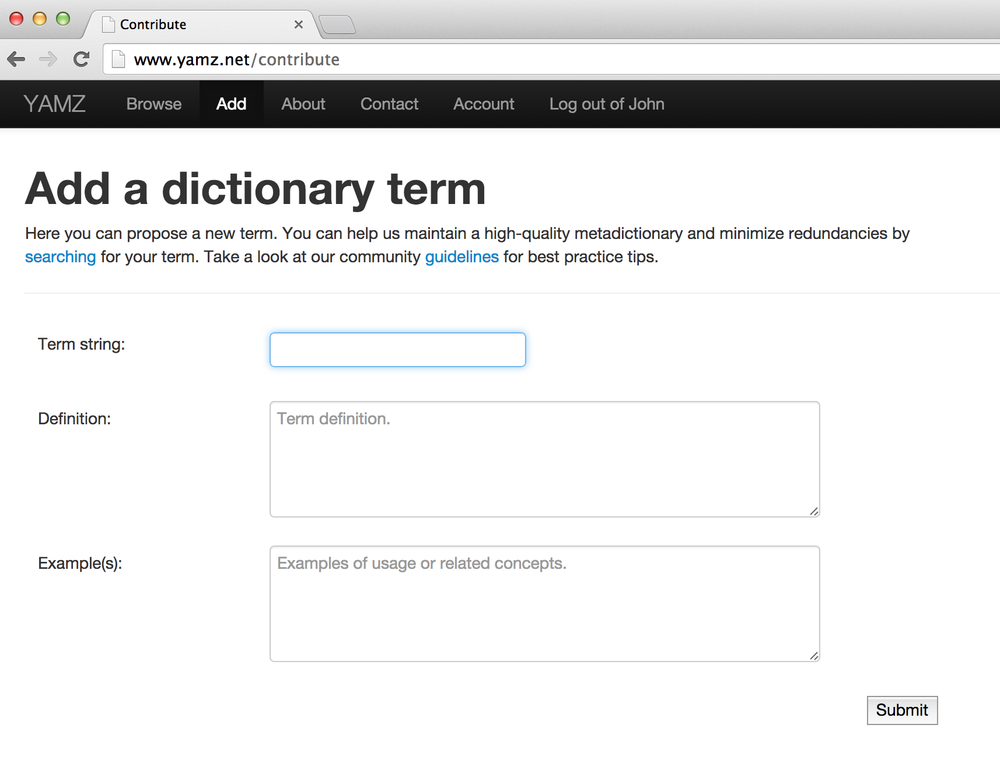 Contribute
www.yamz.net/contribute
YAMZ Browse Add About Contact Account Log out of John
Add a dictionary term
Here you can propose a new term. You can help us maintain a high-quality metadictionary and minimize redundancies by
searching for your term. Take a look at our community guidelines for best practice tips.
Term string:
Definition: Term definition.
Example(s): Examples of usage or related concepts.
Submit